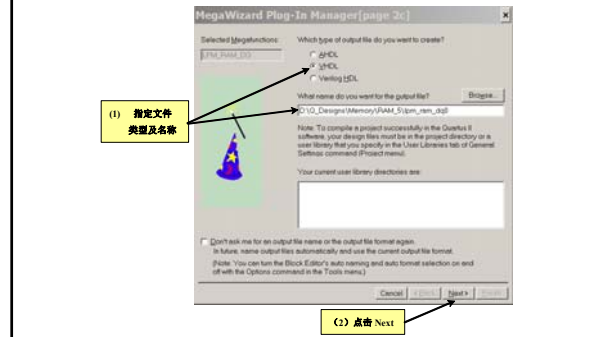 MegaWizard Plug-In Manager[page 2c]
Selected Megafunctions:
Which type of output file do you want to create?
LPM_RAM_DQ
AHDL
VHDL
Verilog HDL
What name do you want for the output file?
Browse...
D:\Q_Designs\Memory\RAM_5\lpm_ram_dq0
(1) 指定文件
类型及名称
Note: To compile a project successfully in the Quartus II
software, your design files must be in the project directory or a
user library that you specify in the User Libraries tab of General
Settings command (Project menu).
Your current user library directories are:
Don't ask me for an output file name or the output file format again.
In future, name output files automatically and use the current output file format.
(Note: You can turn the Block Editor's auto naming and auto format selection on and
off with the Options command in the Tools menu.)
Cancel
< Back
Next >
Finish
(2) 点击 Next